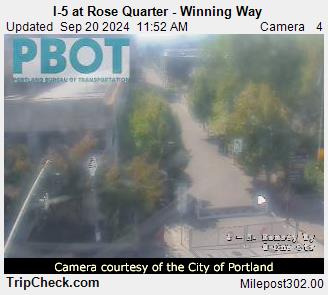 I-5 at Rose Quarter - Winning Way
Updated Sep 20 2024 11:52 AM Camera 4
PBOT
PORTLAND BUREAU OF TRANSPORTATION
Camera courtesy of the City of Portland
TripCheck.com Milepost302.00